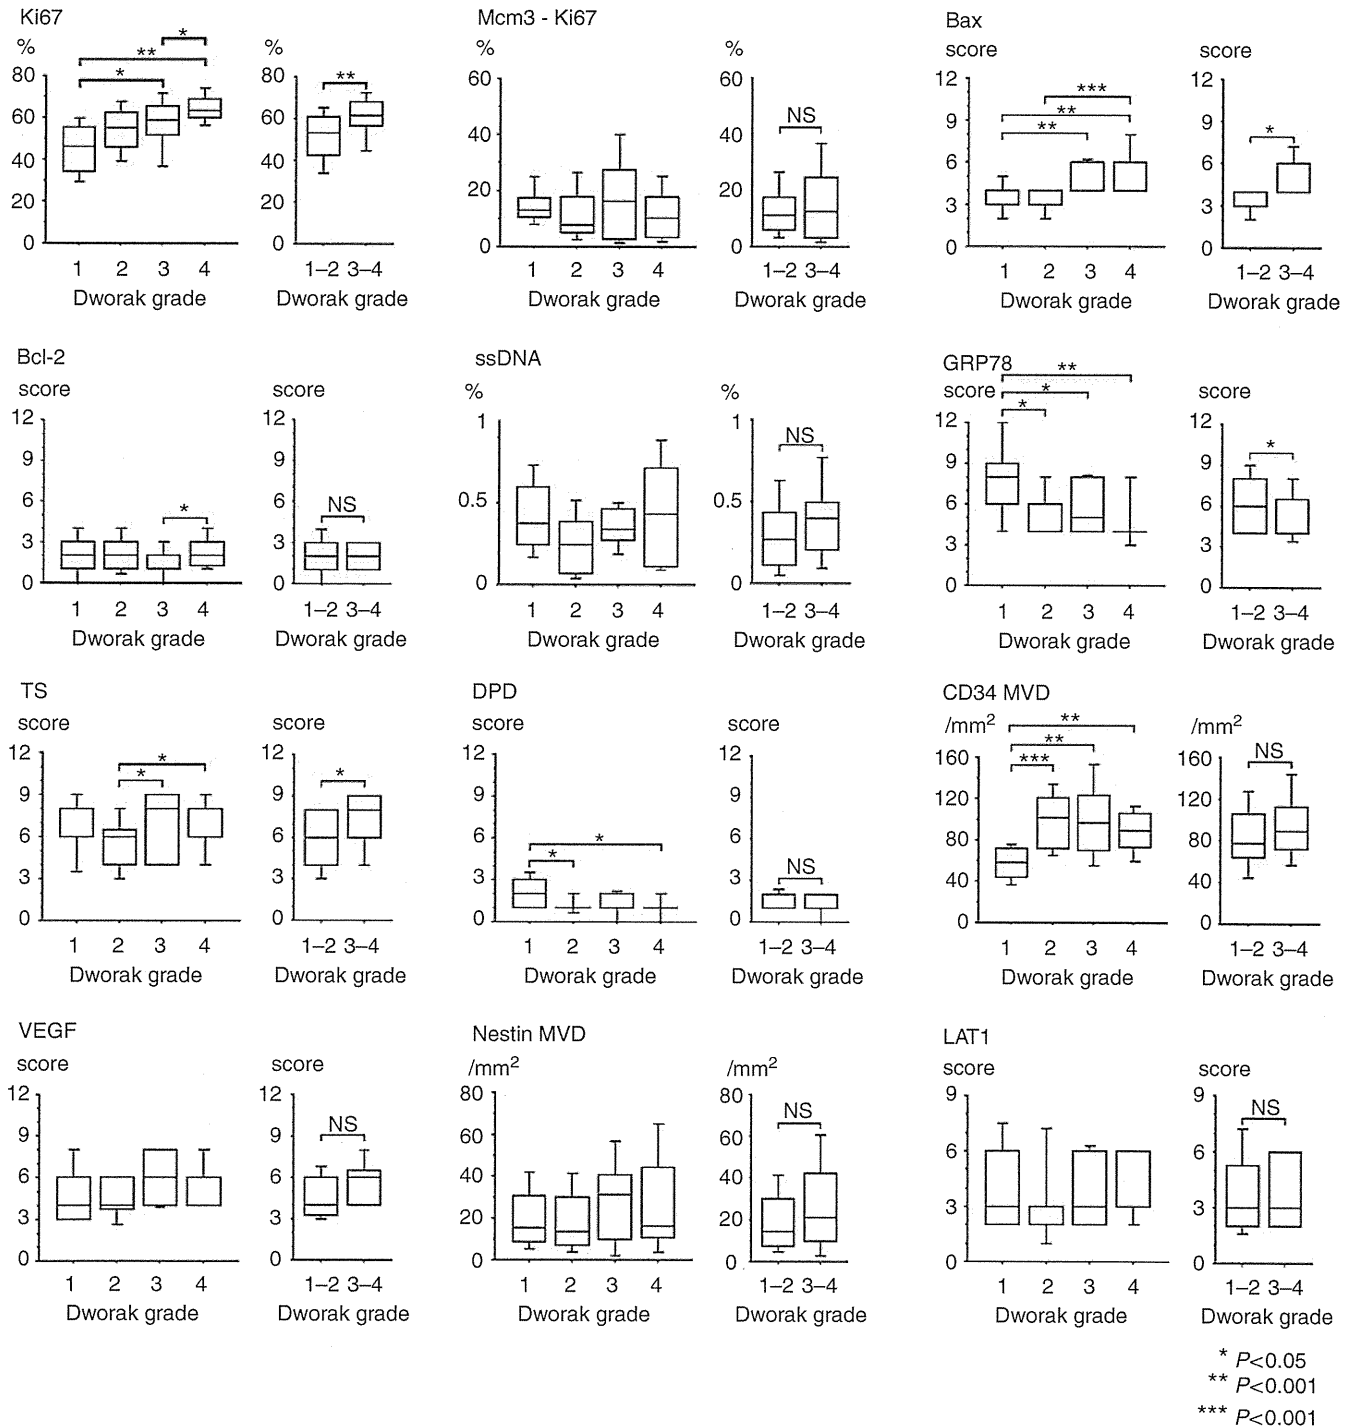 Ki67
%
80
60
40
20
0
*
**
*
1 2 3 4
Dworak grade
%
80
60
40
20
0
**
1–2 3–4
Dworak grade
Mcm3 - Ki67
%
60
40
20
0
1 2 3 4
Dworak grade
%
60
40
20
0
NS
1–2 3–4
Dworak grade
Bax
score
12
9
6
3
0
***
**
**
1 2 3 4
Dworak grade
score
12
9
6
3
0
*
1–2 3–4
Dworak grade
Bcl-2
score
12
9
6
3
0
*
1 2 3 4
Dworak grade
score
12
9
6
3
0
NS
1–2 3–4
Dworak grade
ssDNA
%
1
0.5
0
1 2 3 4
Dworak grade
%
1
0.5
0
NS
1–2 3–4
Dworak grade
GRP78
score
12
9
6
3
0
**
*
*
1 2 3 4
Dworak grade
score
12
9
6
3
0
*
1–2 3–4
Dworak grade
TS
score
12
9
6
3
0
*
*
1 2 3 4
Dworak grade
score
12
9
6
3
0
*
1–2 3–4
Dworak grade
DPD
score
12
9
6
3
0
*
*
1 2 3 4
Dworak grade
score
12
9
6
3
0
NS
1–2 3–4
Dworak grade
CD34 MVD
/mm²
160
120
80
40
0
**
**
***
1 2 3 4
Dworak grade
/mm²
160
120
80
40
0
NS
1–2 3–4
Dworak grade
VEGF
score
12
9
6
3
0
1 2 3 4
Dworak grade
score
12
9
6
3
0
NS
1–2 3–4
Dworak grade
Nestin MVD
/mm²
80
60
40
20
0
1 2 3 4
Dworak grade
/mm²
80
60
40
20
0
NS
1–2 3–4
Dworak grade
LAT1
score
9
6
3
0
1 2 3 4
Dworak grade
score
9
6
3
0
NS
1–2 3–4
Dworak grade
* P<0.05
** P<0.001
*** P<0.001